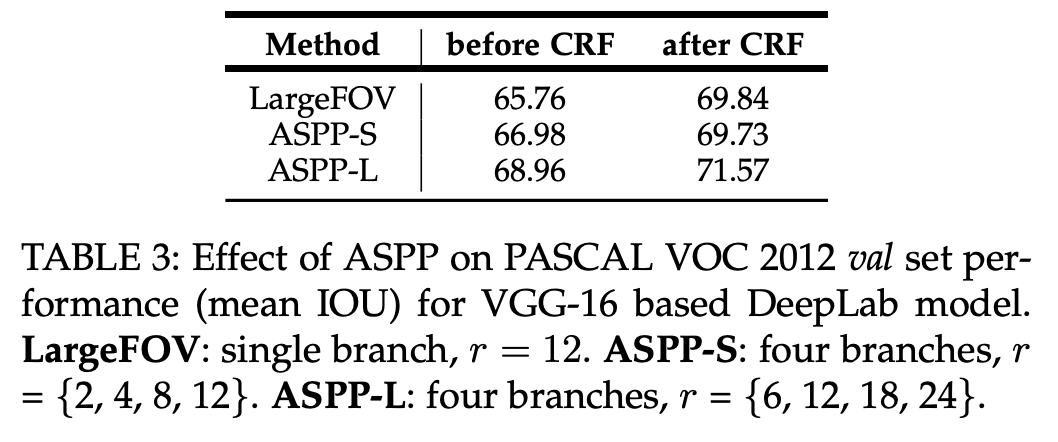 Method before CRF after CRF
LargeFOV 65.76 69.84
ASPP-S 66.98 69.73
ASPP-L 68.96 71.57
TABLE 3: Effect of ASPP on PASCAL VOC 2012 val set per-
formance (mean IOU) for VGG-16 based DeepLab model.
LargeFOV: single branch, r = 12. ASPP-S: four branches, r
= {2, 4, 8, 12}. ASPP-L: four branches, r = {6, 12, 18, 24}.